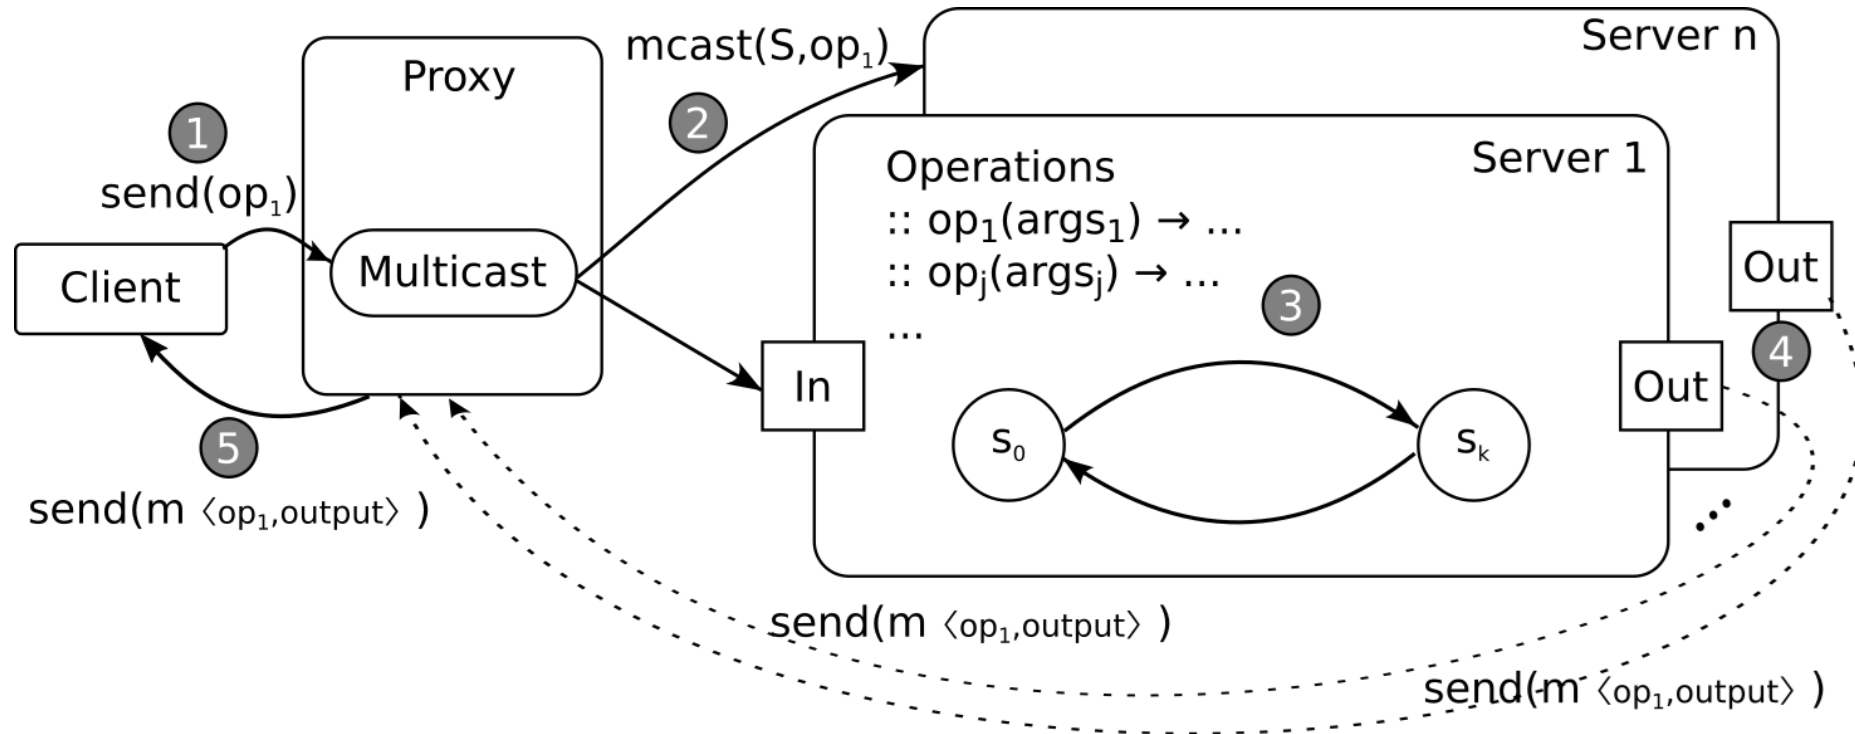 Proxy
mcast(S,op₁)
Server n
1
2
send(op₁)
Client
Multicast
Operations
Server 1
:: op₁(args₁) → ...
:: opⱼ(argsⱼ) → ...
...
3
In
Out
Out
4
s₀
sₖ
5
send(m 〈op₁,output〉 )
send(m 〈op₁,output〉 )
send(m 〈op₁,output〉 )